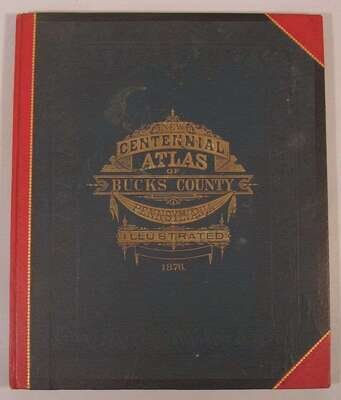 NEW
CENTENNIAL
ATLAS
OF
BUCKS COUNTY
PENNSYLVANIA
ILLUSTRATED
1876.